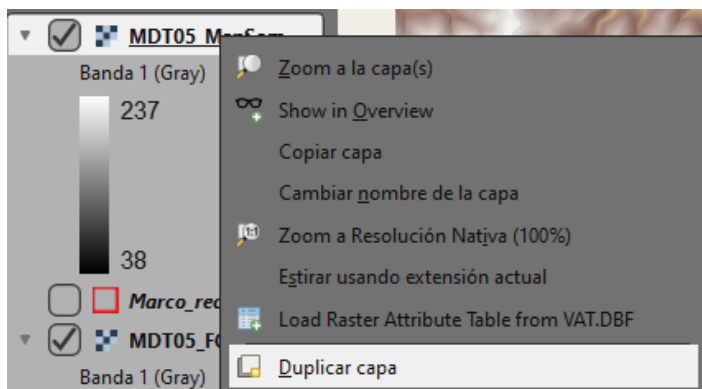 MDT05
Banda 1 (Gray)
237
38
Marco_rec
MDT05_F
Banda 1 (Gray)
Zoom a la capa(s)
Show in Overview
Copiar capa
Cambiar nombre de la capa
Zoom a Resolución Nativa (100%)
Estirar usando extensión actual
Load Raster Attribute Table from VAT.DBF
Duplicar capa